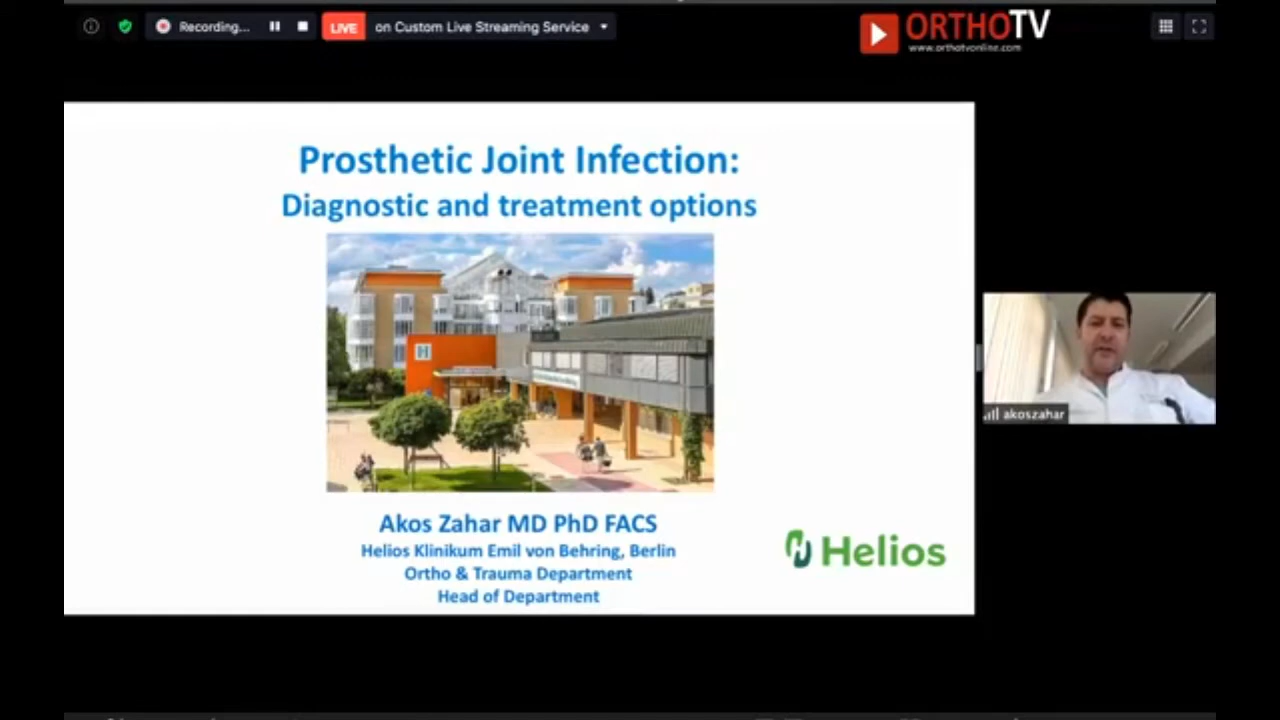 Recording...
LIVE
on Custom Live Streaming Service
ORTHOTV
www.orthotvonline.com
Prosthetic Joint Infection:
Diagnostic and treatment options
H
akoszahar
Akos Zahar MD PhD FACS
Helios Klinikum Emil von Behring, Berlin
Ortho & Trauma Department
Head of Department
Helios